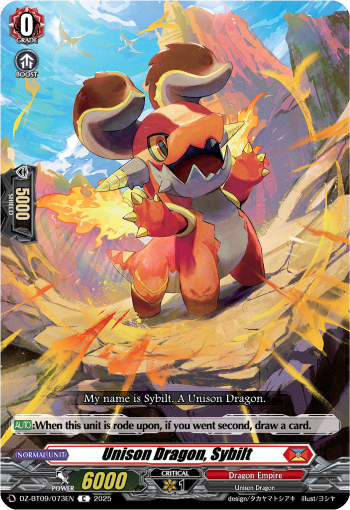 0
GRADE
BOOST
5000
SHIELD
My name is Sybilt. A Unison Dragon.
AUTO:When this unit is rode upon, if you went second, draw a card.
NORMAL UNIT
Unison Dragon, Sybilt
POWER 6000
CRITICAL
1
Dragon Empire
Unison Dragon
DZ-BT09/073EN C 2025
design/タカヤマトシアキ illust/ヨシヤ